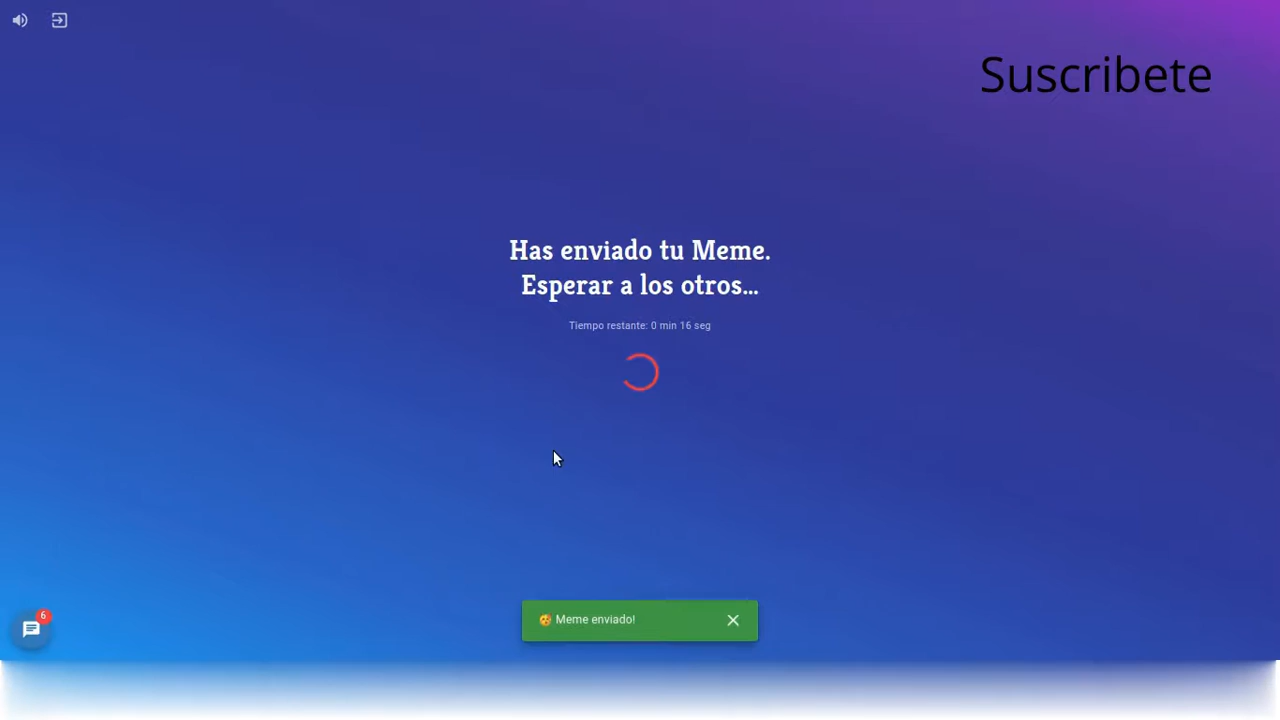 Suscribete
Has enviado tu Meme.
Esperar a los otros...
Tiempo restante: 0 min 16 seg
6
🥳 Meme enviado!